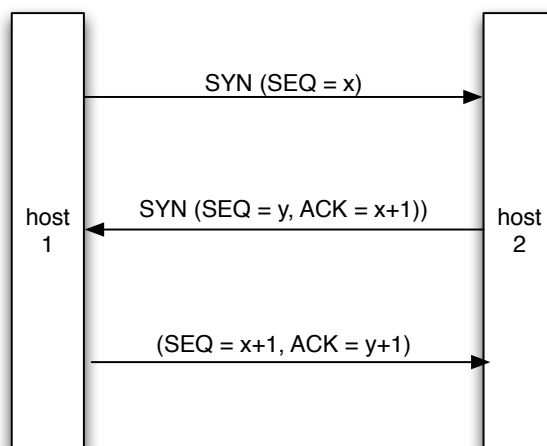 SYN (SEQ = x)
SYN (SEQ = y, ACK = x+1))
host
1
host
2
(SEQ = x+1, ACK = y+1)